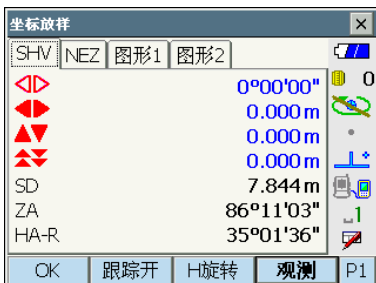 坐标放样
SHV NEZ 图形1 图形2
0°00'00"
0
0.000 m
0.000 m
0.000 m
SD 7.844 m
ZA 86°11'03"
1
HA-R 35°01'36"
OK 跟踪开 H旋转 观测 P1